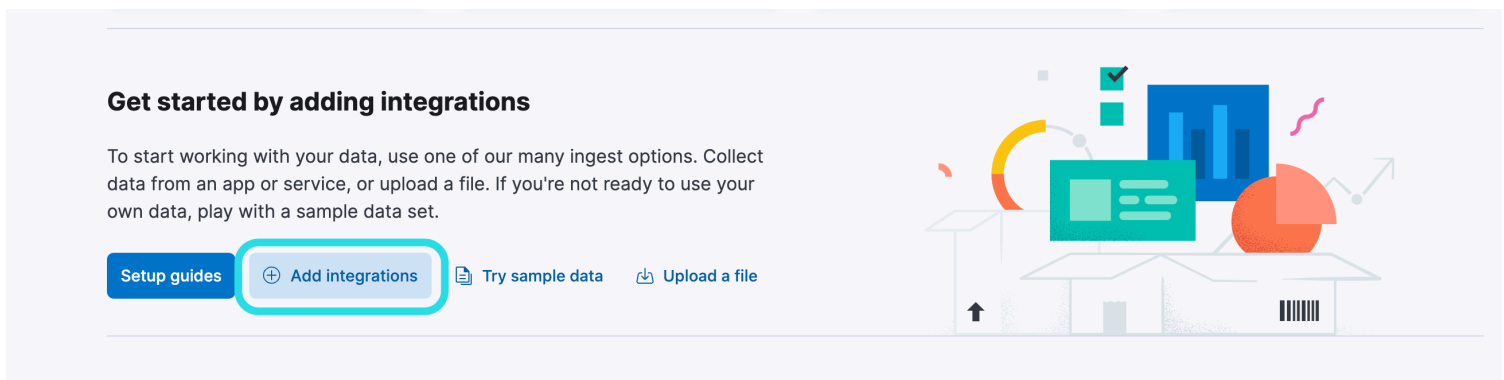 Get started by adding integrations
To start working with your data, use one of our many ingest options. Collect
data from an app or service, or upload a file. If you're not ready to use your
own data, play with a sample data set.
Setup guides Add integrations Try sample data Upload a file